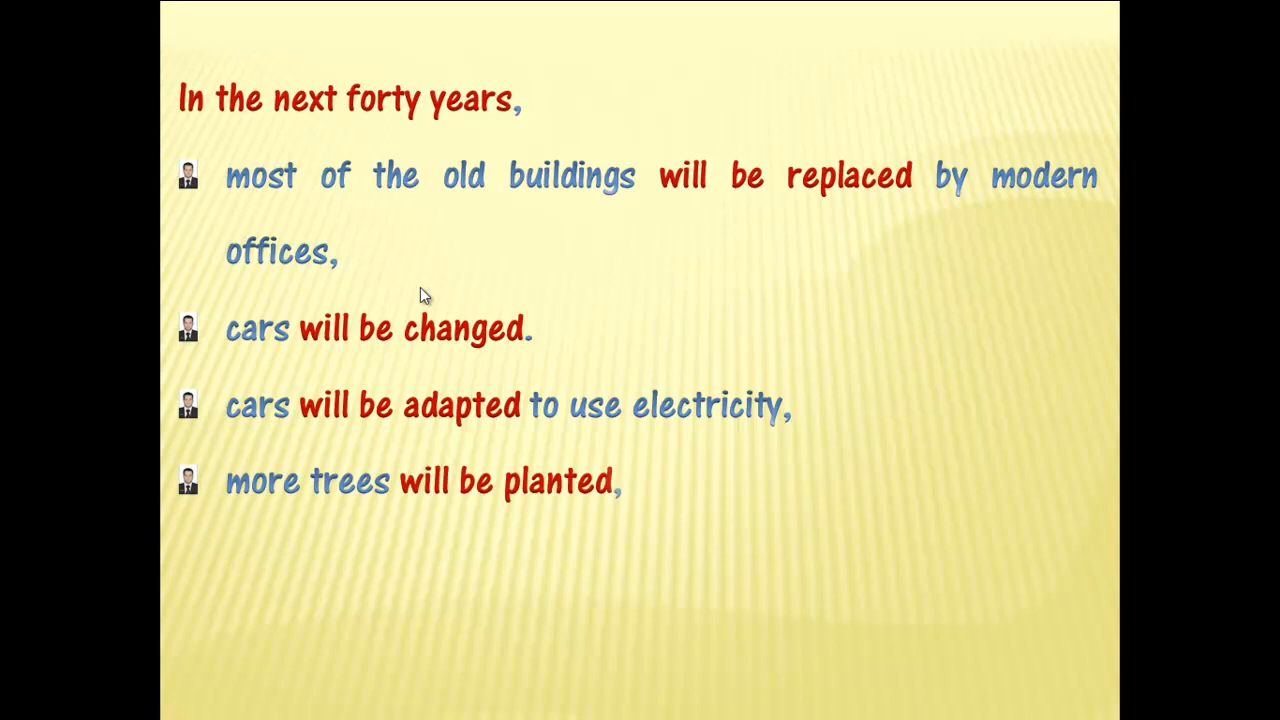 In the next forty years,
most of the old buildings will be replaced by modern
offices,
cars will be changed.
cars will be adapted to use electricity,
more trees will be planted,